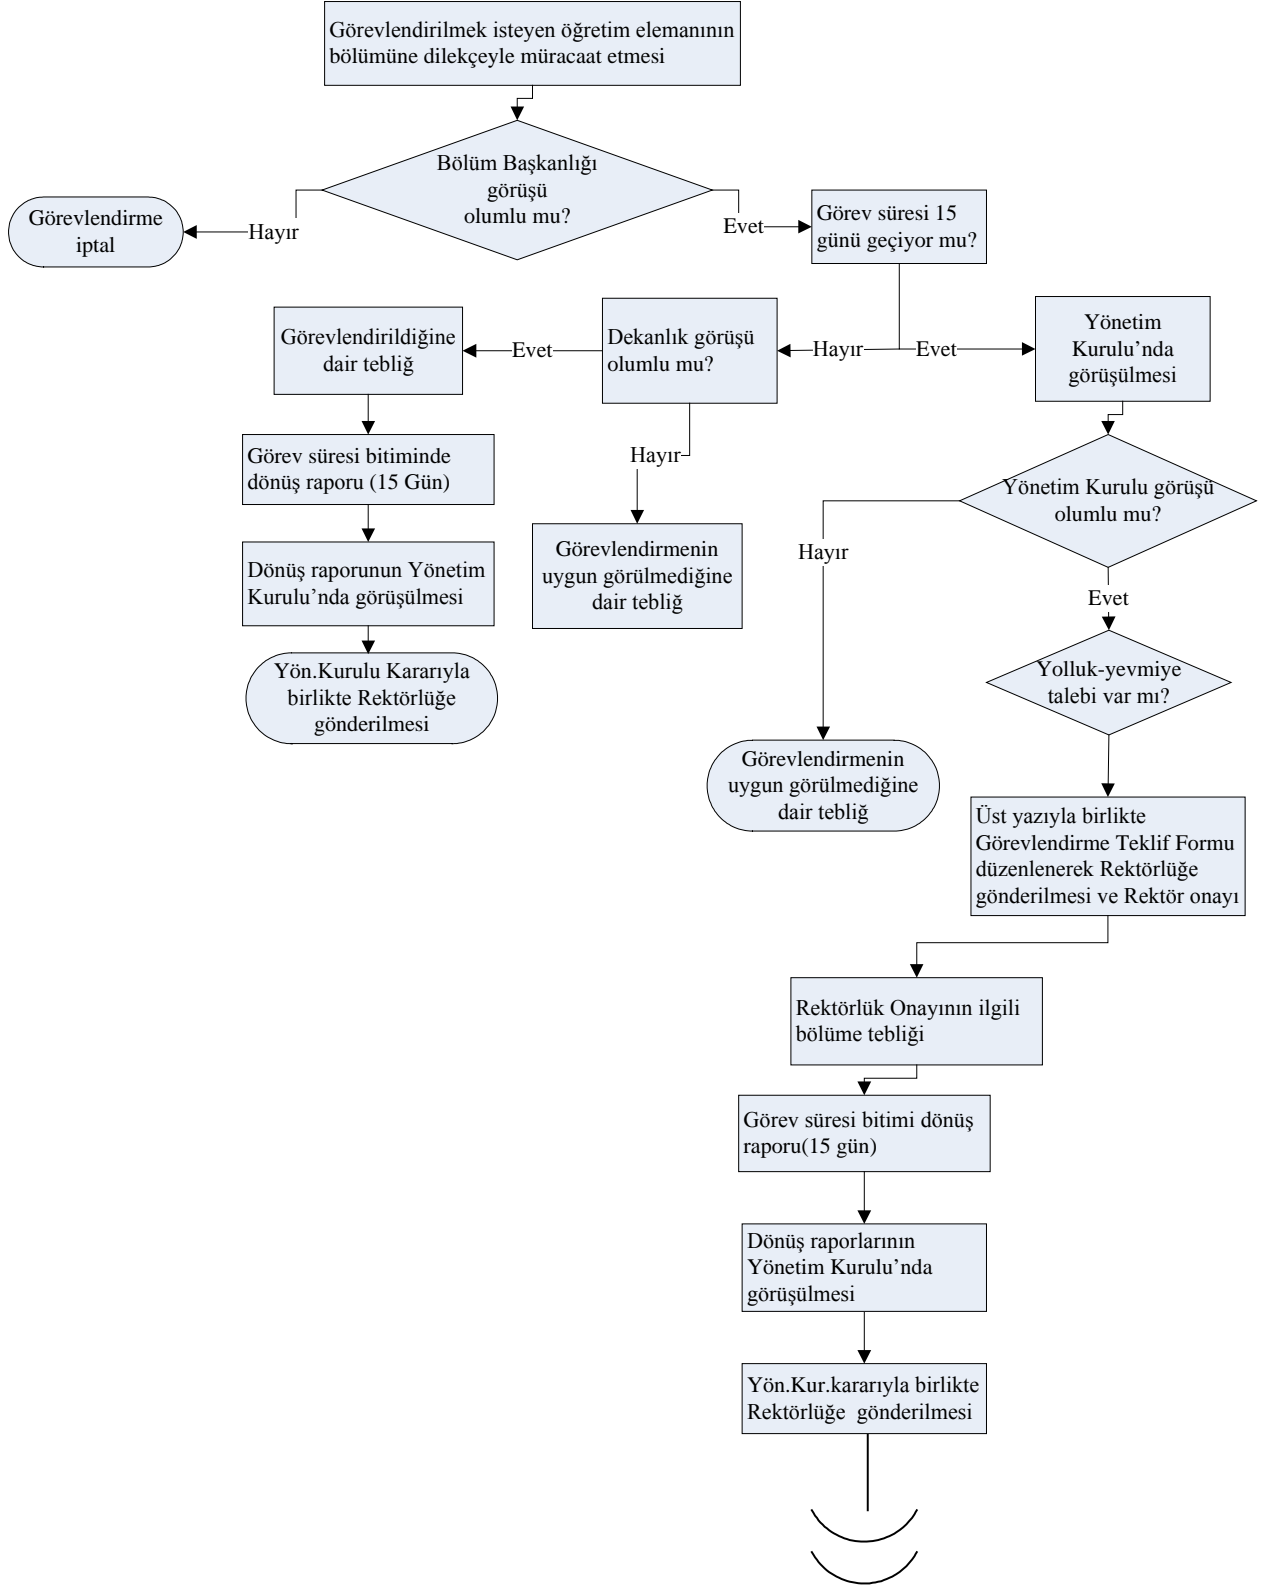 Görevlendirilmek isteyen öğretim elemanının
bölümüne dilekçeyle müracaat etmesi
Bölüm Başkanlığı
görüşü
olumlu mu?
Hayır
Görevlendirme
iptal
Evet
Görev süresi 15
günü geçiyor mu?
Hayır
Evet
Dekanlık görüşü
olumlu mu?
Evet
Görevlendirildiğine
dair tebliğ
Görev süresi bitiminde
dönüş raporu (15 Gün)
Dönüş raporunun Yönetim
Kurulu’nda görüşülmesi
Yön.Kurulu Kararıyla
birlikte Rektörlüğe
gönderilmesi
Hayır
Görevlendirmenin
uygun görülmediğine
dair tebliğ
Yönetim
Kurulu’nda
görüşülmesi
Yönetim Kurulu görüşü
olumlu mu?
Hayır
Görevlendirmenin
uygun görülmediğine
dair tebliğ
Evet
Yolluk-yevmiye
talebi var mı?
Üst yazıyla birlikte
Görevlendirme Teklif Formu
düzenlenerek Rektörlüğe
gönderilmesi ve Rektör onayı
Rektörlük Onayının ilgili
bölüme tebliği
Görev süresi bitimi dönüş
raporu(15 gün)
Dönüş raporlarının
Yönetim Kurulu’nda
görüşülmesi
Yön.Kur.kararıyla birlikte
Rektörlüğe  gönderilmesi